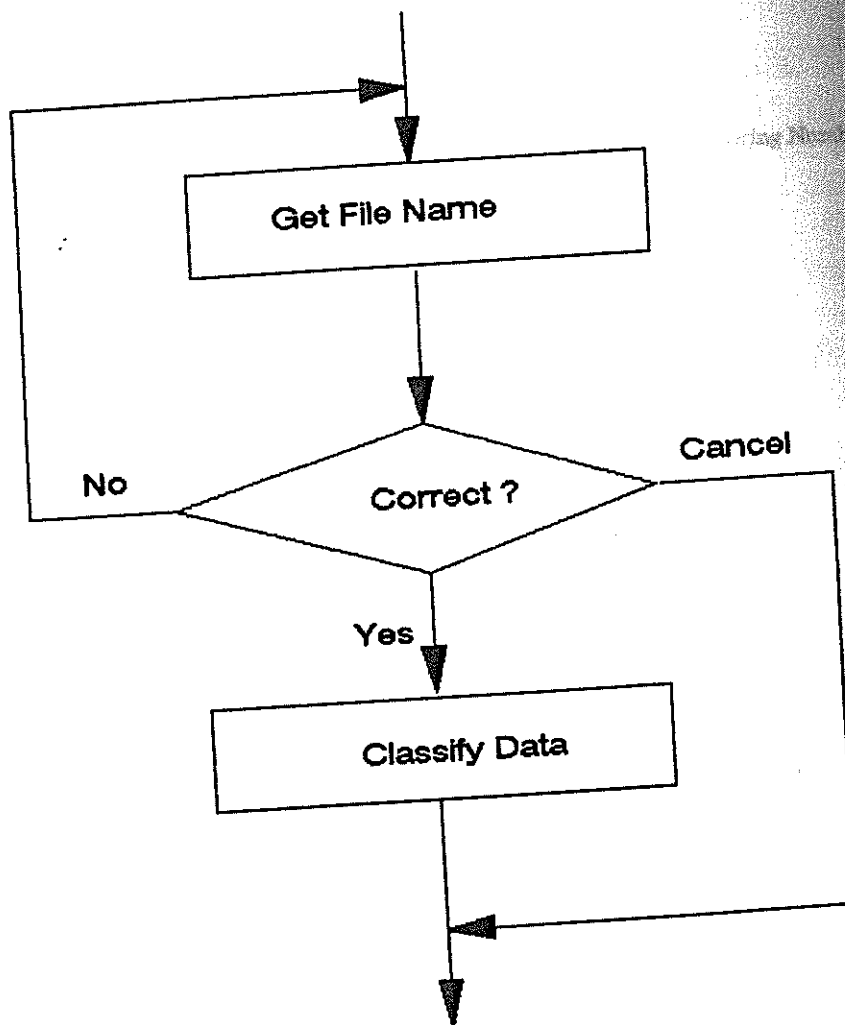 Get File Name
Cancel
No
Correct ?
Yes
Classify Data